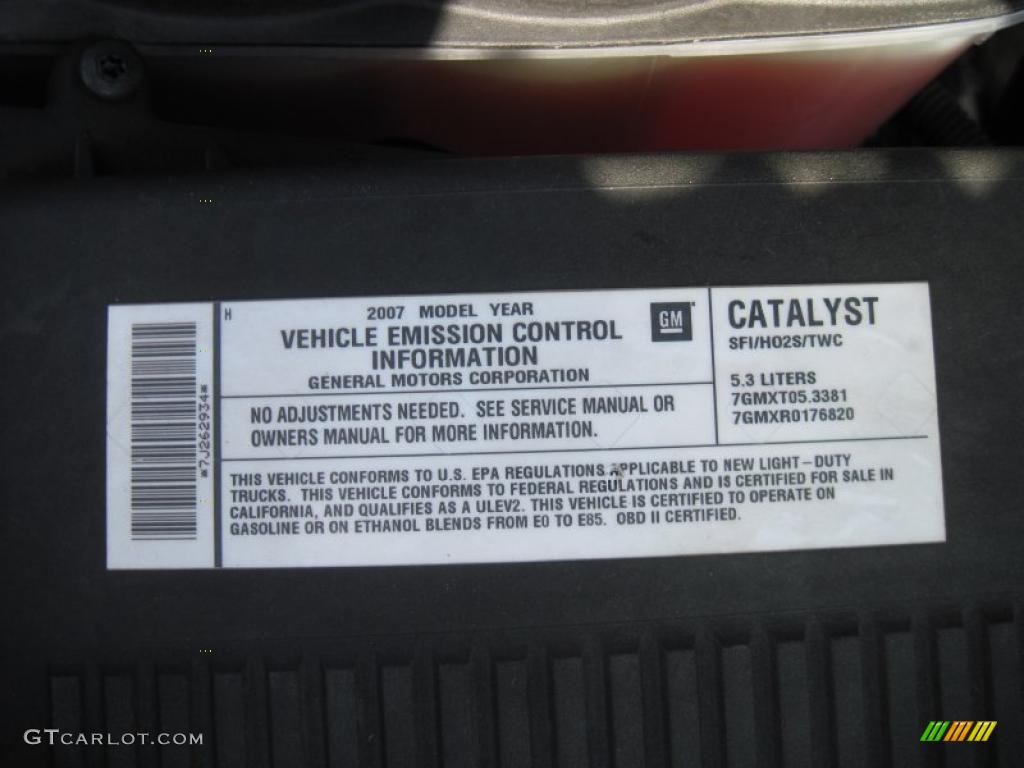 H
2007 MODEL YEAR
VEHICLE EMISSION CONTROL
INFORMATION
GENERAL MOTORS CORPORATION
GM
NO ADJUSTMENTS NEEDED. SEE SERVICE MANUAL OR
OWNERS MANUAL FOR MORE INFORMATION.
CATALYST
SFI/HO2S/TWC
5.3 LITERS
7GMXT05.3381
7GMXR0176820
*7J262934*
THIS VEHICLE CONFORMS TO U.S. EPA REGULATIONS APPLICABLE TO NEW LIGHT-DUTY
TRUCKS. THIS VEHICLE CONFORMS TO FEDERAL REGULATIONS AND IS CERTIFIED FOR SALE IN
CALIFORNIA, AND QUALIFIES AS A ULEV2. THIS VEHICLE IS CERTIFIED TO OPERATE ON
GASOLINE OR ON ETHANOL BLENDS FROM E0 TO E85. OBD II CERTIFIED.
GTCARLOT.COM